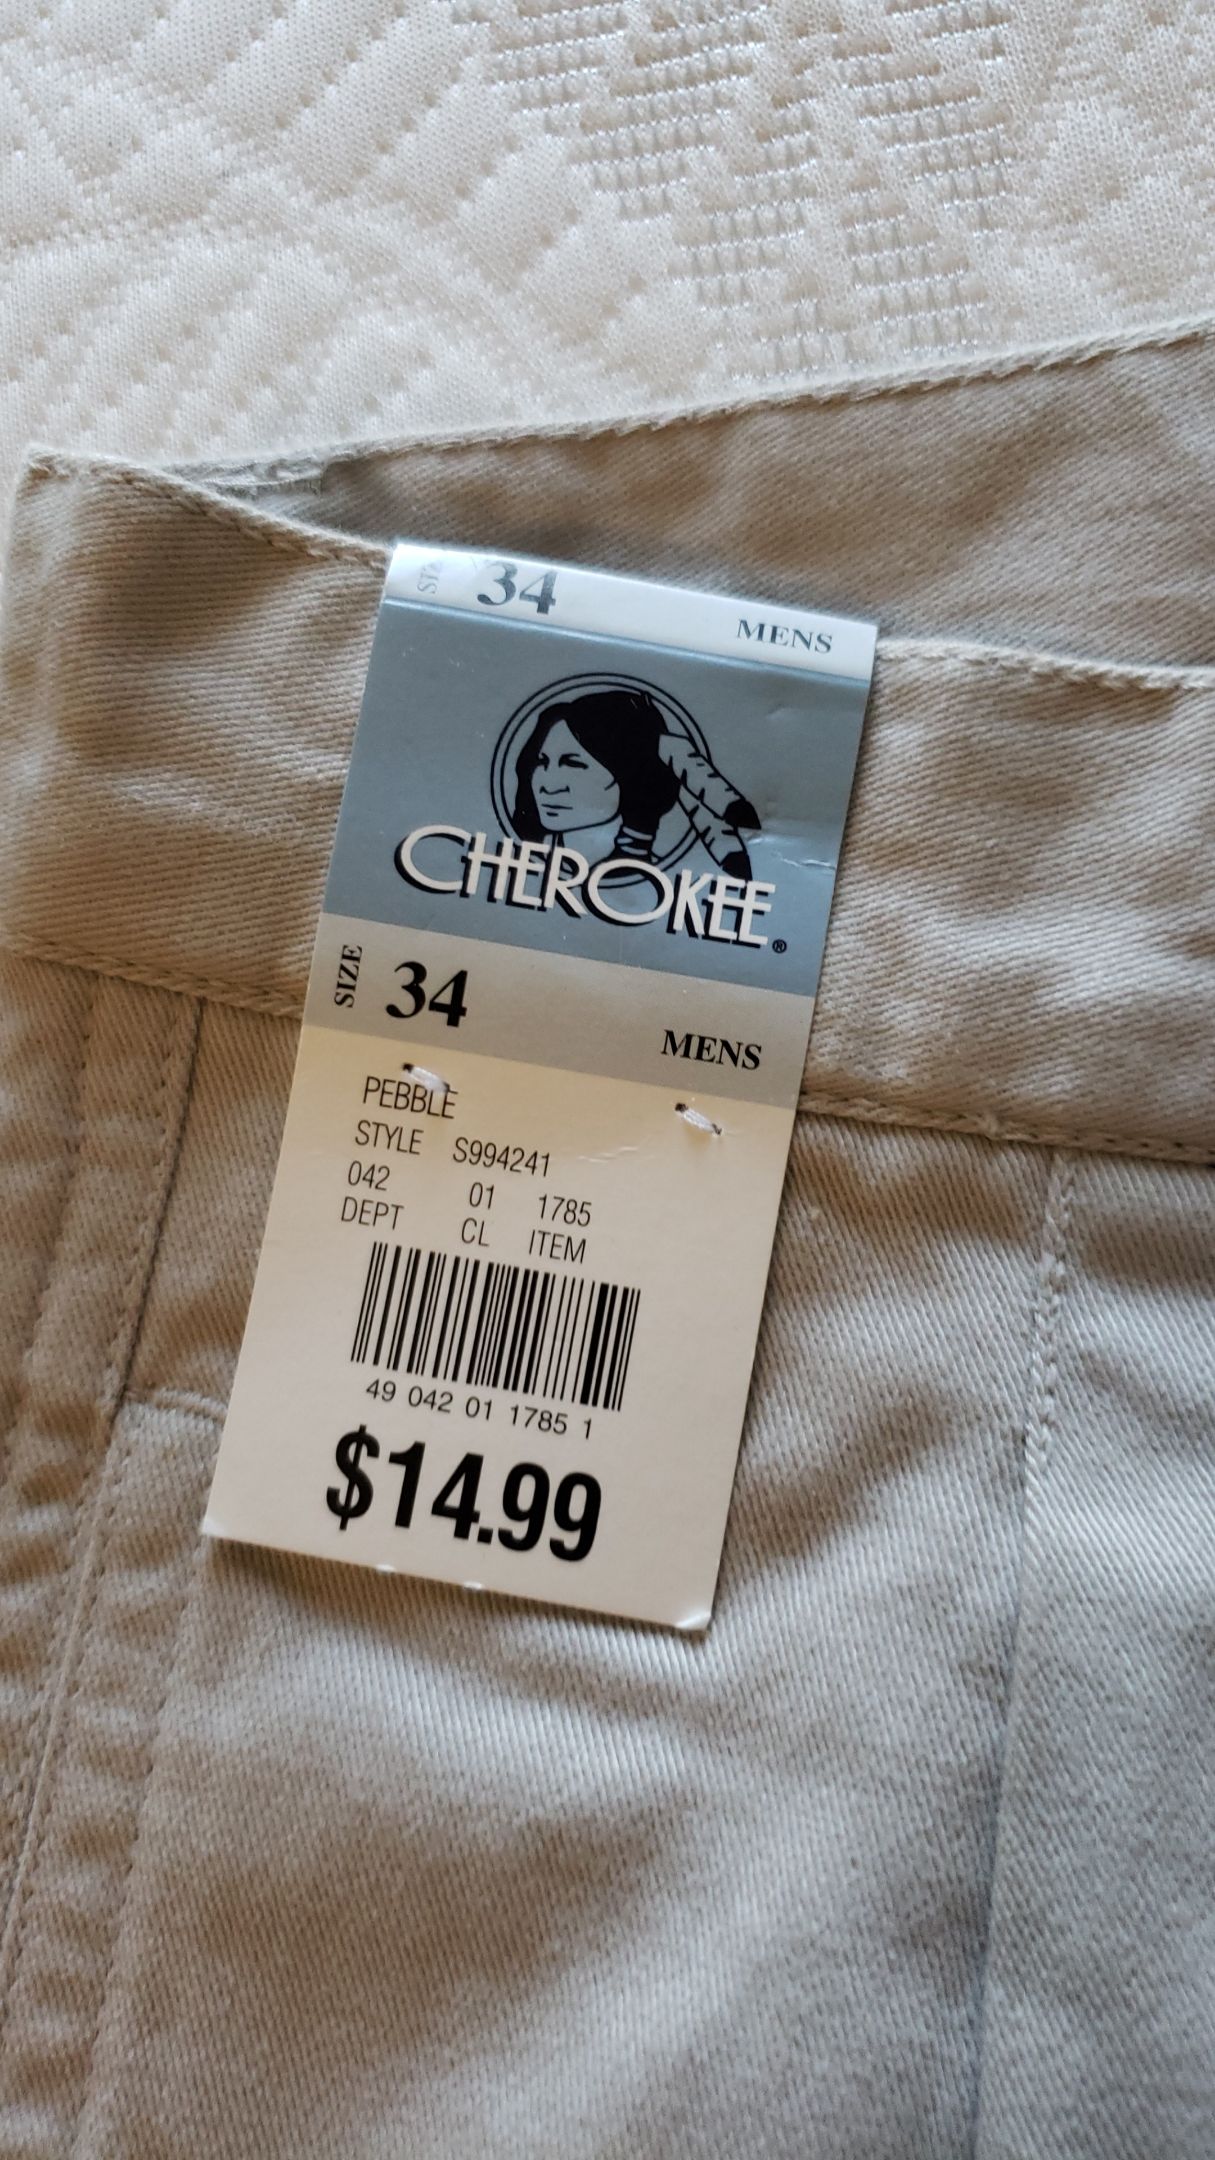 SIZE 34 MENS
CHEROKEE®
SIZE 34 MENS
PEBBLE
STYLE S994241
042 01 1785
DEPT CL ITEM
49 042 01 1785 1
$14.99